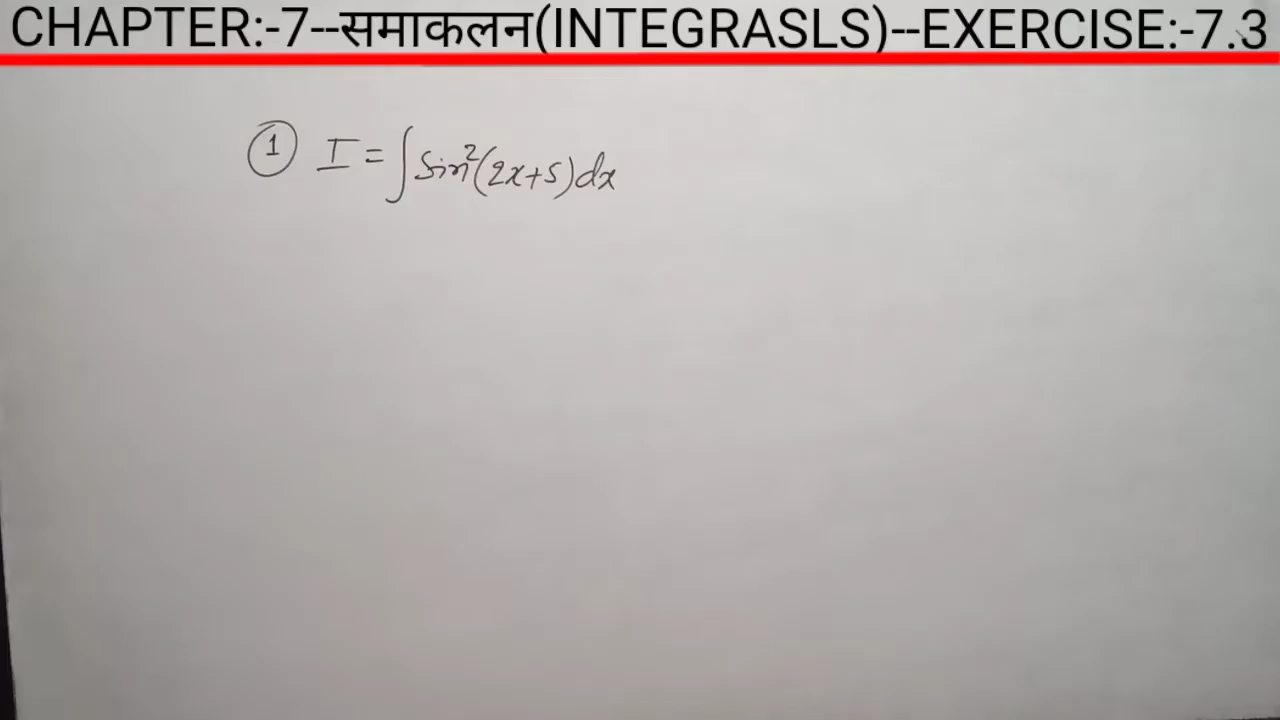 CHAPTER:-7--समाकलन(INTEGRASLS)--EXERCISE:-7.3
① I = ∫ Sin²(2x+5)dx